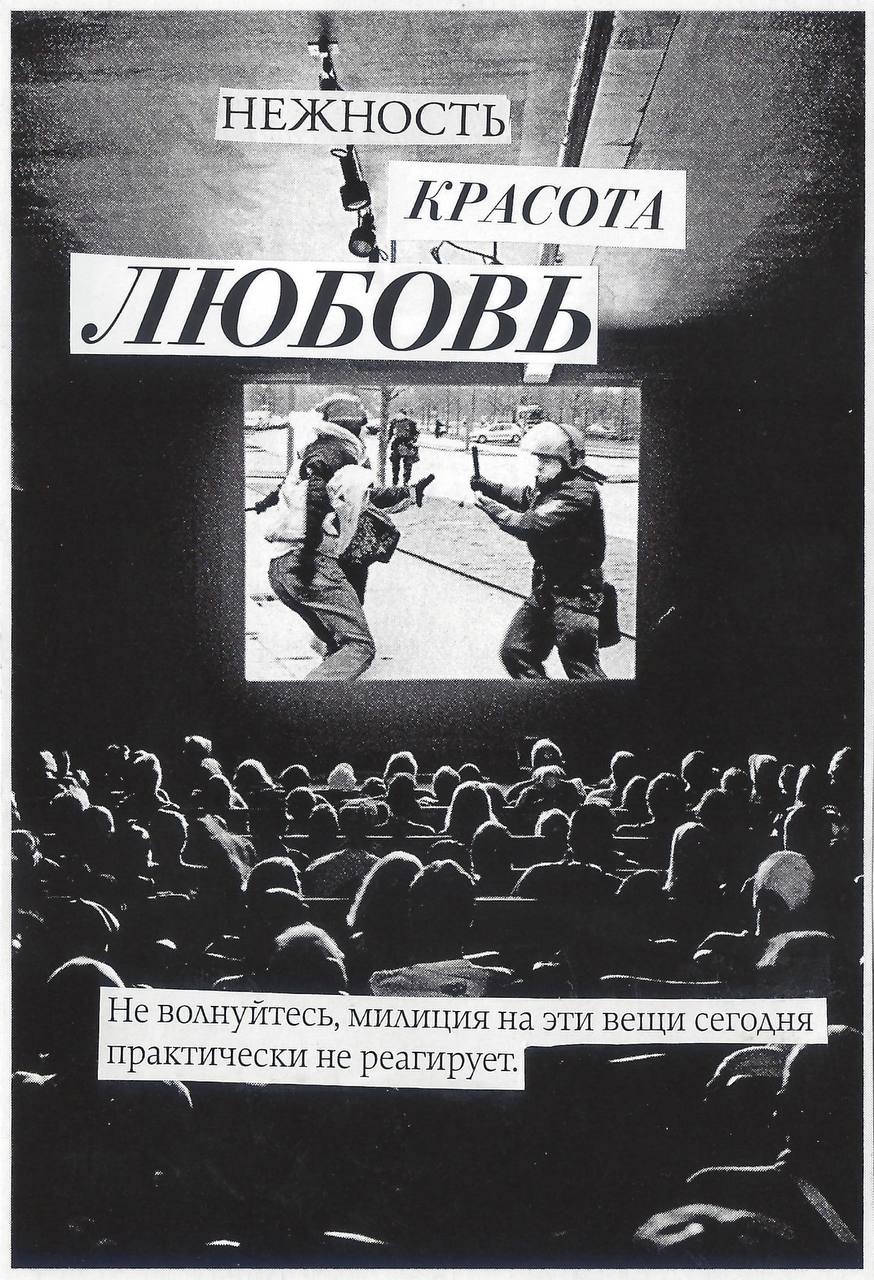 НЕЖНОСТЬ
КРАСОТА
ЛЮБОВЬ
Не волнуйтесь, милиция на эти вещи сегодня
практически не реагирует.